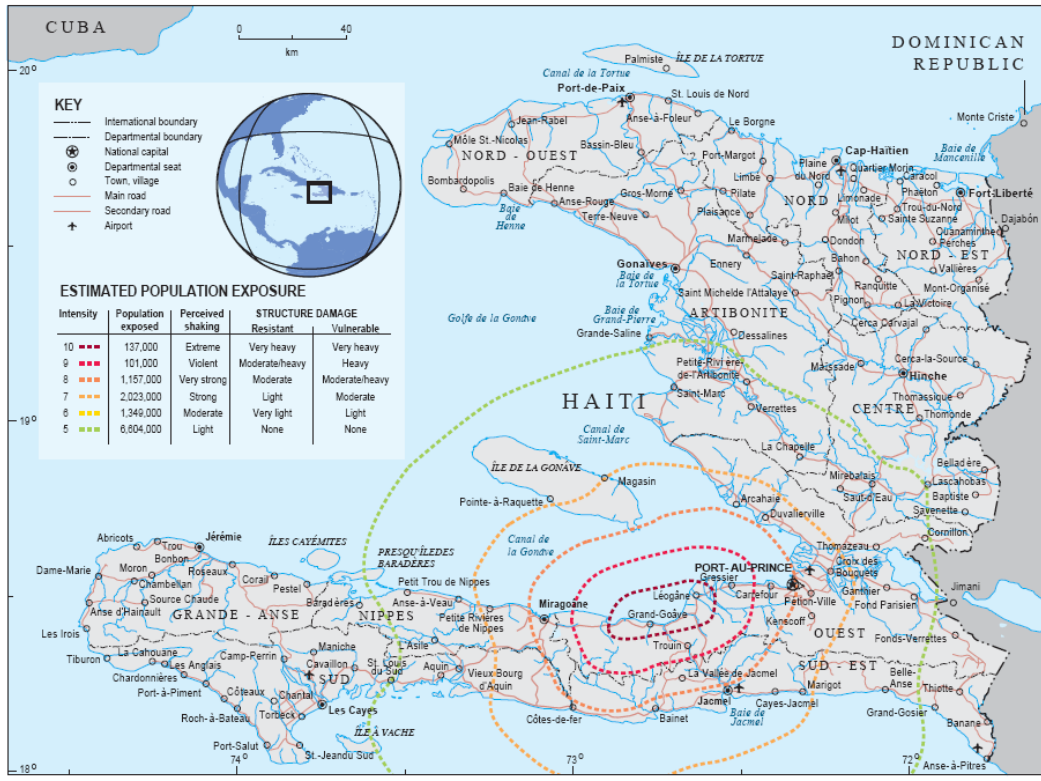 CUBA
0 40
km
DOMINICAN
REPUBLIC
20°
KEY
International boundary
Departmental boundary
National capital
Departmental seat
Town, village
Main road
Secondary road
Airport
ESTIMATED POPULATION EXPOSURE
Intensity Population exposed Perceived shaking STRUCTURE DAMAGE
Resistant Vulnerable
10 137,000 Extreme Very heavy Very heavy
9 101,000 Violent Moderate/heavy Heavy
8 1,157,000 Very strong Moderate Moderate/heavy
7 2,023,000 Strong Light Moderate
6 1,349,000 Moderate Very light Light
5 6,604,000 Light None None
Palmiste
ÎLE DE LA TORTUE
Canal de la Tortue
Port-de-Paix
St. Louis de Nord
Anse-à-Foleur
Le Borgne
Jean-Rabel
Môle St.-Nicolas
NORD - OUEST
Bassin-Bleu
Bombardopolis
Baie de Henne
Anse-Rouge
Baie
de
Henne
Gros-Morne
Terre-Neuve
Port-Margot
Limbé
Pilate
Plaisance
Plaine
du Nord
Cap-Haïtien
Quartier Morin
NORD
Limonade
Milot
Caracol
Phaéton
Trou-du-Nord
Sainte Suzanne
Monte Criste
Baie de
Mancenille
Fort-Liberté
Dajabón
Ouanaminthe
Perches
NORD - EST
Vallières
Mont-Organisé
Marmelade
Dondon
Bahon
Ennery
Saint-Raphael
Ranquitte
Pignon
La Victoire
Gonaïves
Baie de
la Tortue
Saint Michelde l'Attalaye
Baie de
Grand-Pierre
ARTIBONITE
Grande-Saline
Dessalines
Cerca Carvajal
Golfe de la Gonâve
Petite-Rivière-
de-l'Artibonite
Maissade
Cerca-la-Source
Hinche
Thomassique
Saint-Marc
Verrettes
CENTRE
Thomonde
HAITI
19°
Canal de
Saint-Marc
La Chapelle
Belladère
Lascahobas
Mirebalais
Saut-d'Eau
Baptiste
Savenette
ÎLE DE LA GONÂVE
Magasin
Pointe-à-Raquette
Arcahaie
Duvalierville
Cornillon
Canal de
la Gonâve
Thomazeau
PORT-AU-PRINCE
Croix des
Bouquets
Gressier
Léogâne
Carrefour
Pétion-Ville
Kenscoff
Ganthier
Fond Parisien
Jimani
Grand-Goâve
Trouin
OUEST
Fonds-Verrettes
SUD - EST
La Vallée de Jacmel
Jacmel
Baie de
Jacmel
Cayes-Jacmel
Marigot
Belle-
Anse
Thiotte
Grand-Gosier
Banane
Anse-à-Pitres
Bainet
Côtes-de-fer
Abricots
Jérémie
Trou
Bonbon
Roseaux
ÎLES CAYÉMITES
PRESQU'ÎLEDES
BARADÈRES
Petit Trou de Nippes
Miragoâne
Dame-Marie
Moron
Chambellan
Corail
Pestel
Baradères
Anse-à-Veau
Source Chaude
Anse d'Hainault
GRANDE - ANSE
NIPPES
Petite Rivières
de Nippes
Les Irois
L'Asile
Tiburon
La Cahouane
Les Anglais
Camp-Perrin
Maniche
Cavaillon
St. Louis
du Sud
Aquin
Vieux Bourg
d'Aquin
Chardonnières
Port-à-Piment
Côteaux
Chantal
SUD
Roch-à-Bateau
Torbeck
Les Cayes
Port-Salut
ÎLE À VACHE
St.-Jeandu Sud
18°
74°
73°
72°